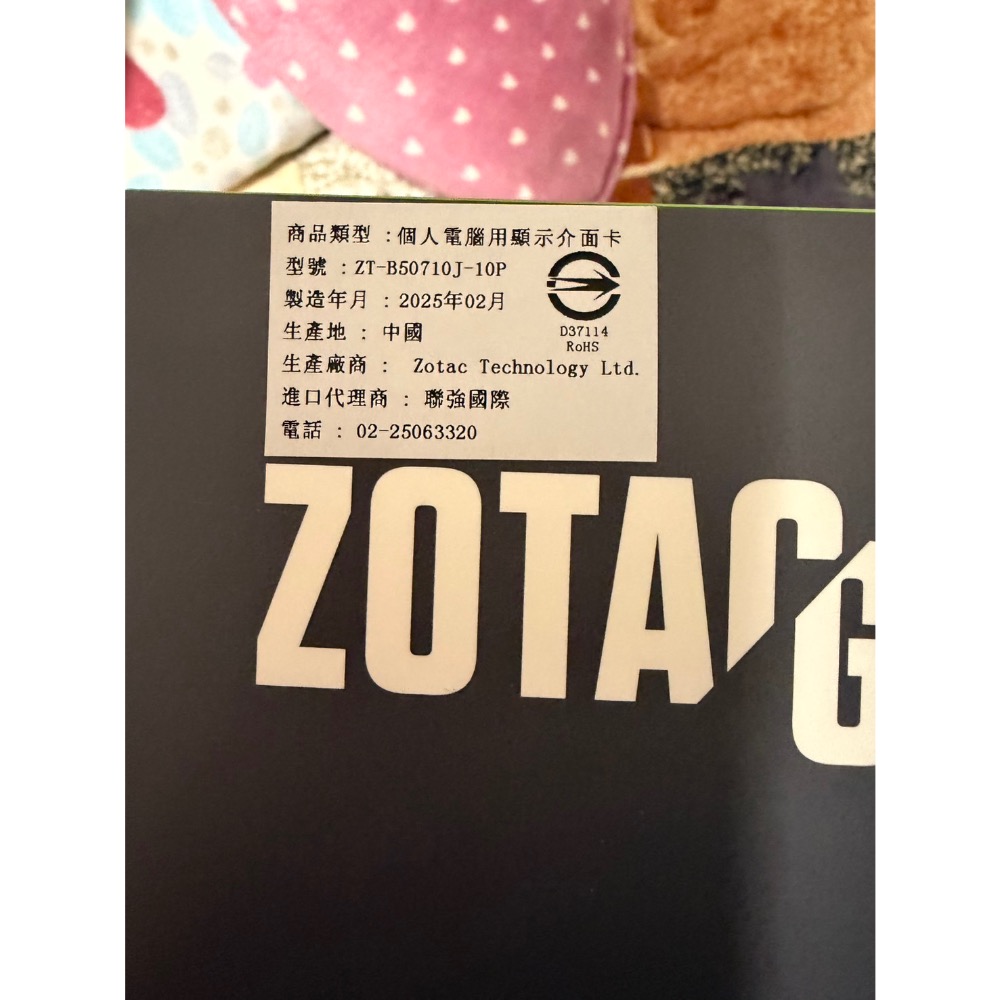 商品類型 :個人電腦用顯示介面卡
型號 :ZT-B50710J-10P
製造年月 : 2025年02月
生產地 : 中國
D37114
RoHS
生產廠商 : Zotac Technology Ltd.
進口代理商 : 聯強國際
電話 : 02-25063320
ZOTAC
G